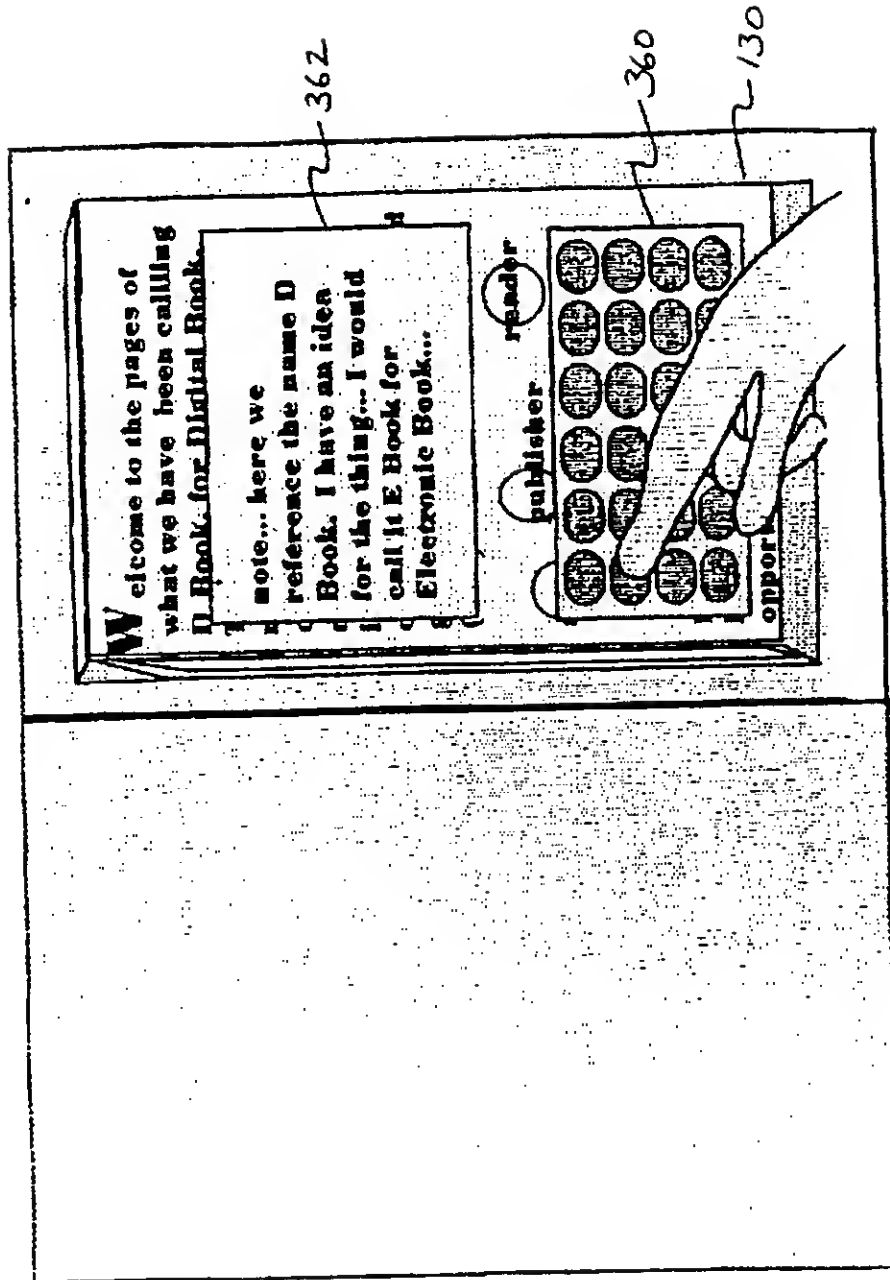 Welcome to the pages of
what we have been callling
D Book, for Digital Book.
note... here we
reference the name D
Book. I have an idea
for the thing... I would
call it E Book for
Electronic Book...
publisher reader
oppor
362
360
130